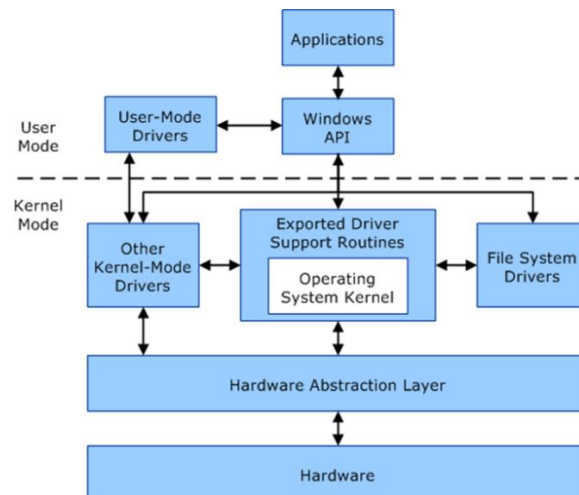 Applications
User
Mode
User-Mode
Drivers
Windows
API
Kernel
Mode
Other
Kernel-Mode
Drivers
Exported Driver
Support Routines
Operating
System Kernel
File System
Drivers
Hardware Abstraction Layer
Hardware